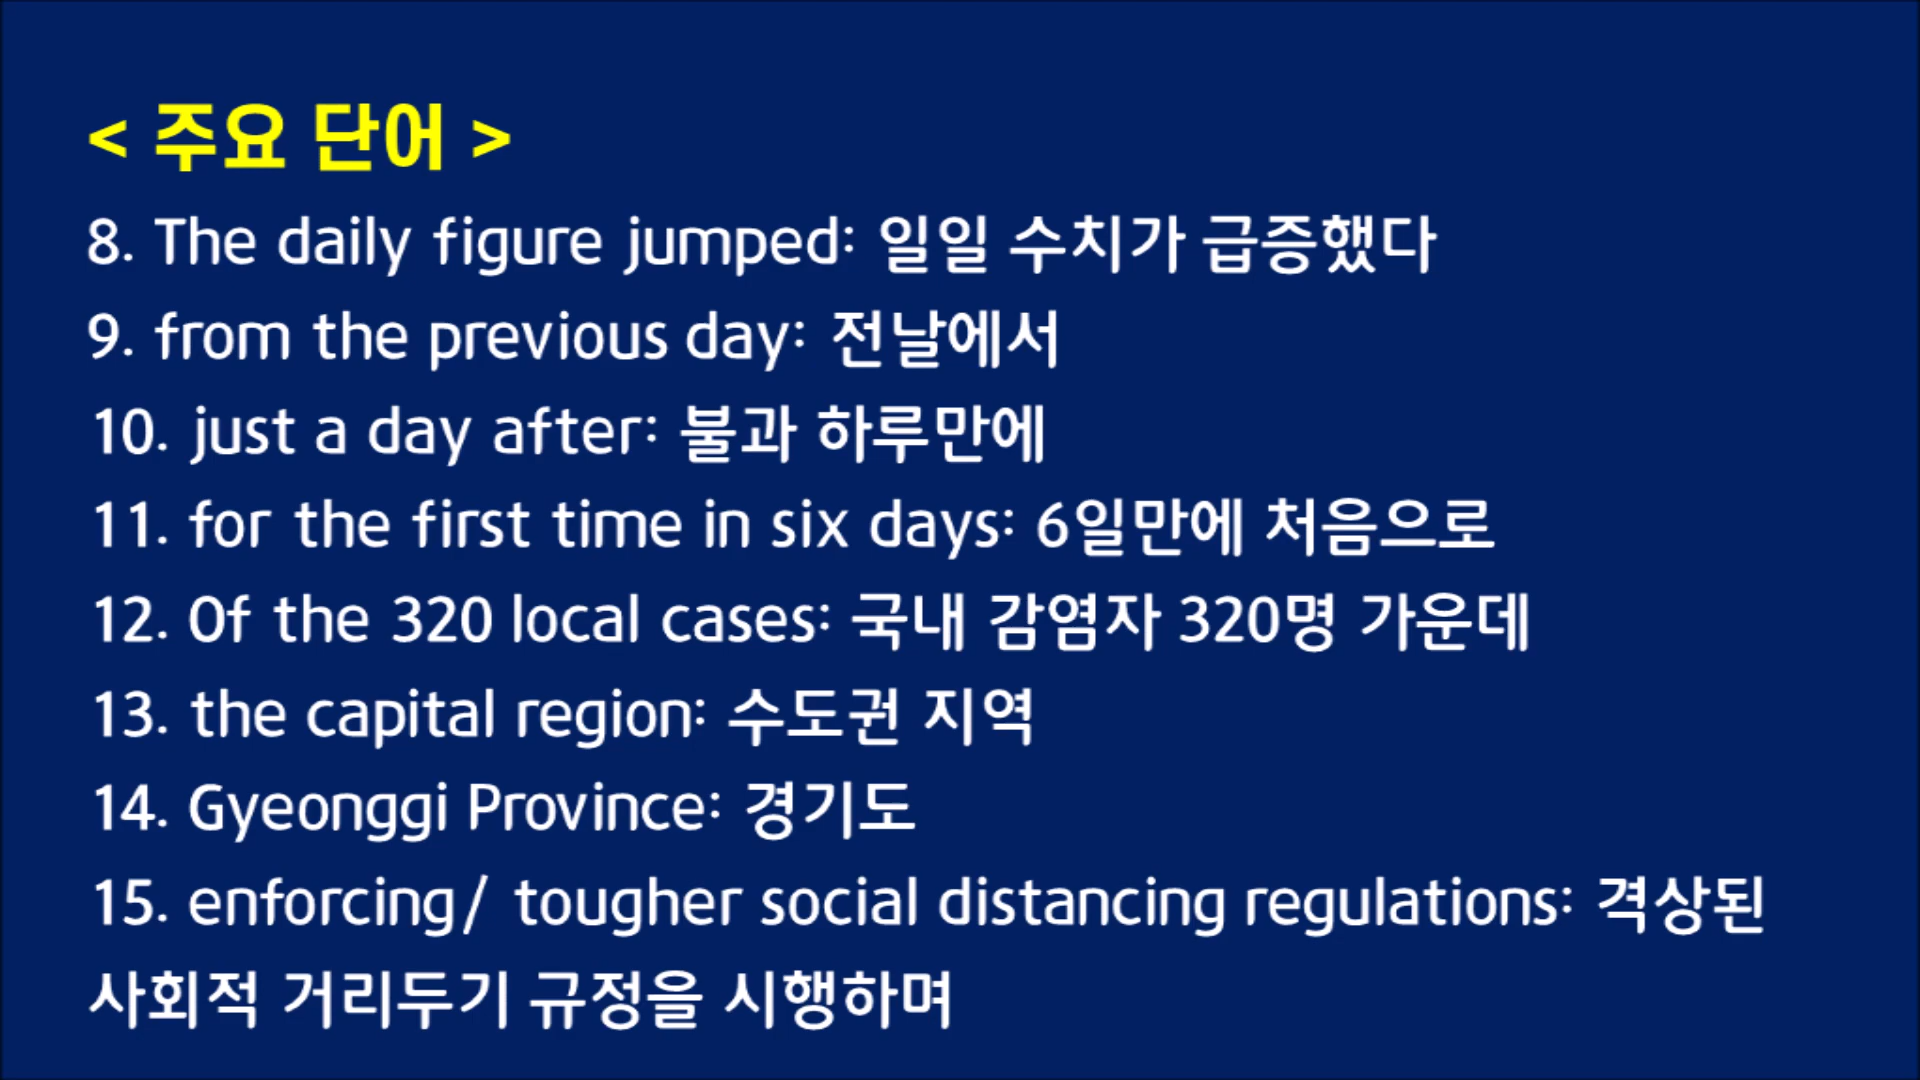 < 주요 단어 >
8. The daily figure jumped: 일일 수치가 급증했다
9. from the previous day: 전날에서
10. just a day after: 불과 하루만에
11. for the first time in six days: 6일만에 처음으로
12. Of the 320 local cases: 국내 감염자 320명 가운데
13. the capital region: 수도권 지역
14. Gyeonggi Province: 경기도
15. enforcing/ tougher social distancing regulations: 격상된
사회적 거리두기 규정을 시행하며